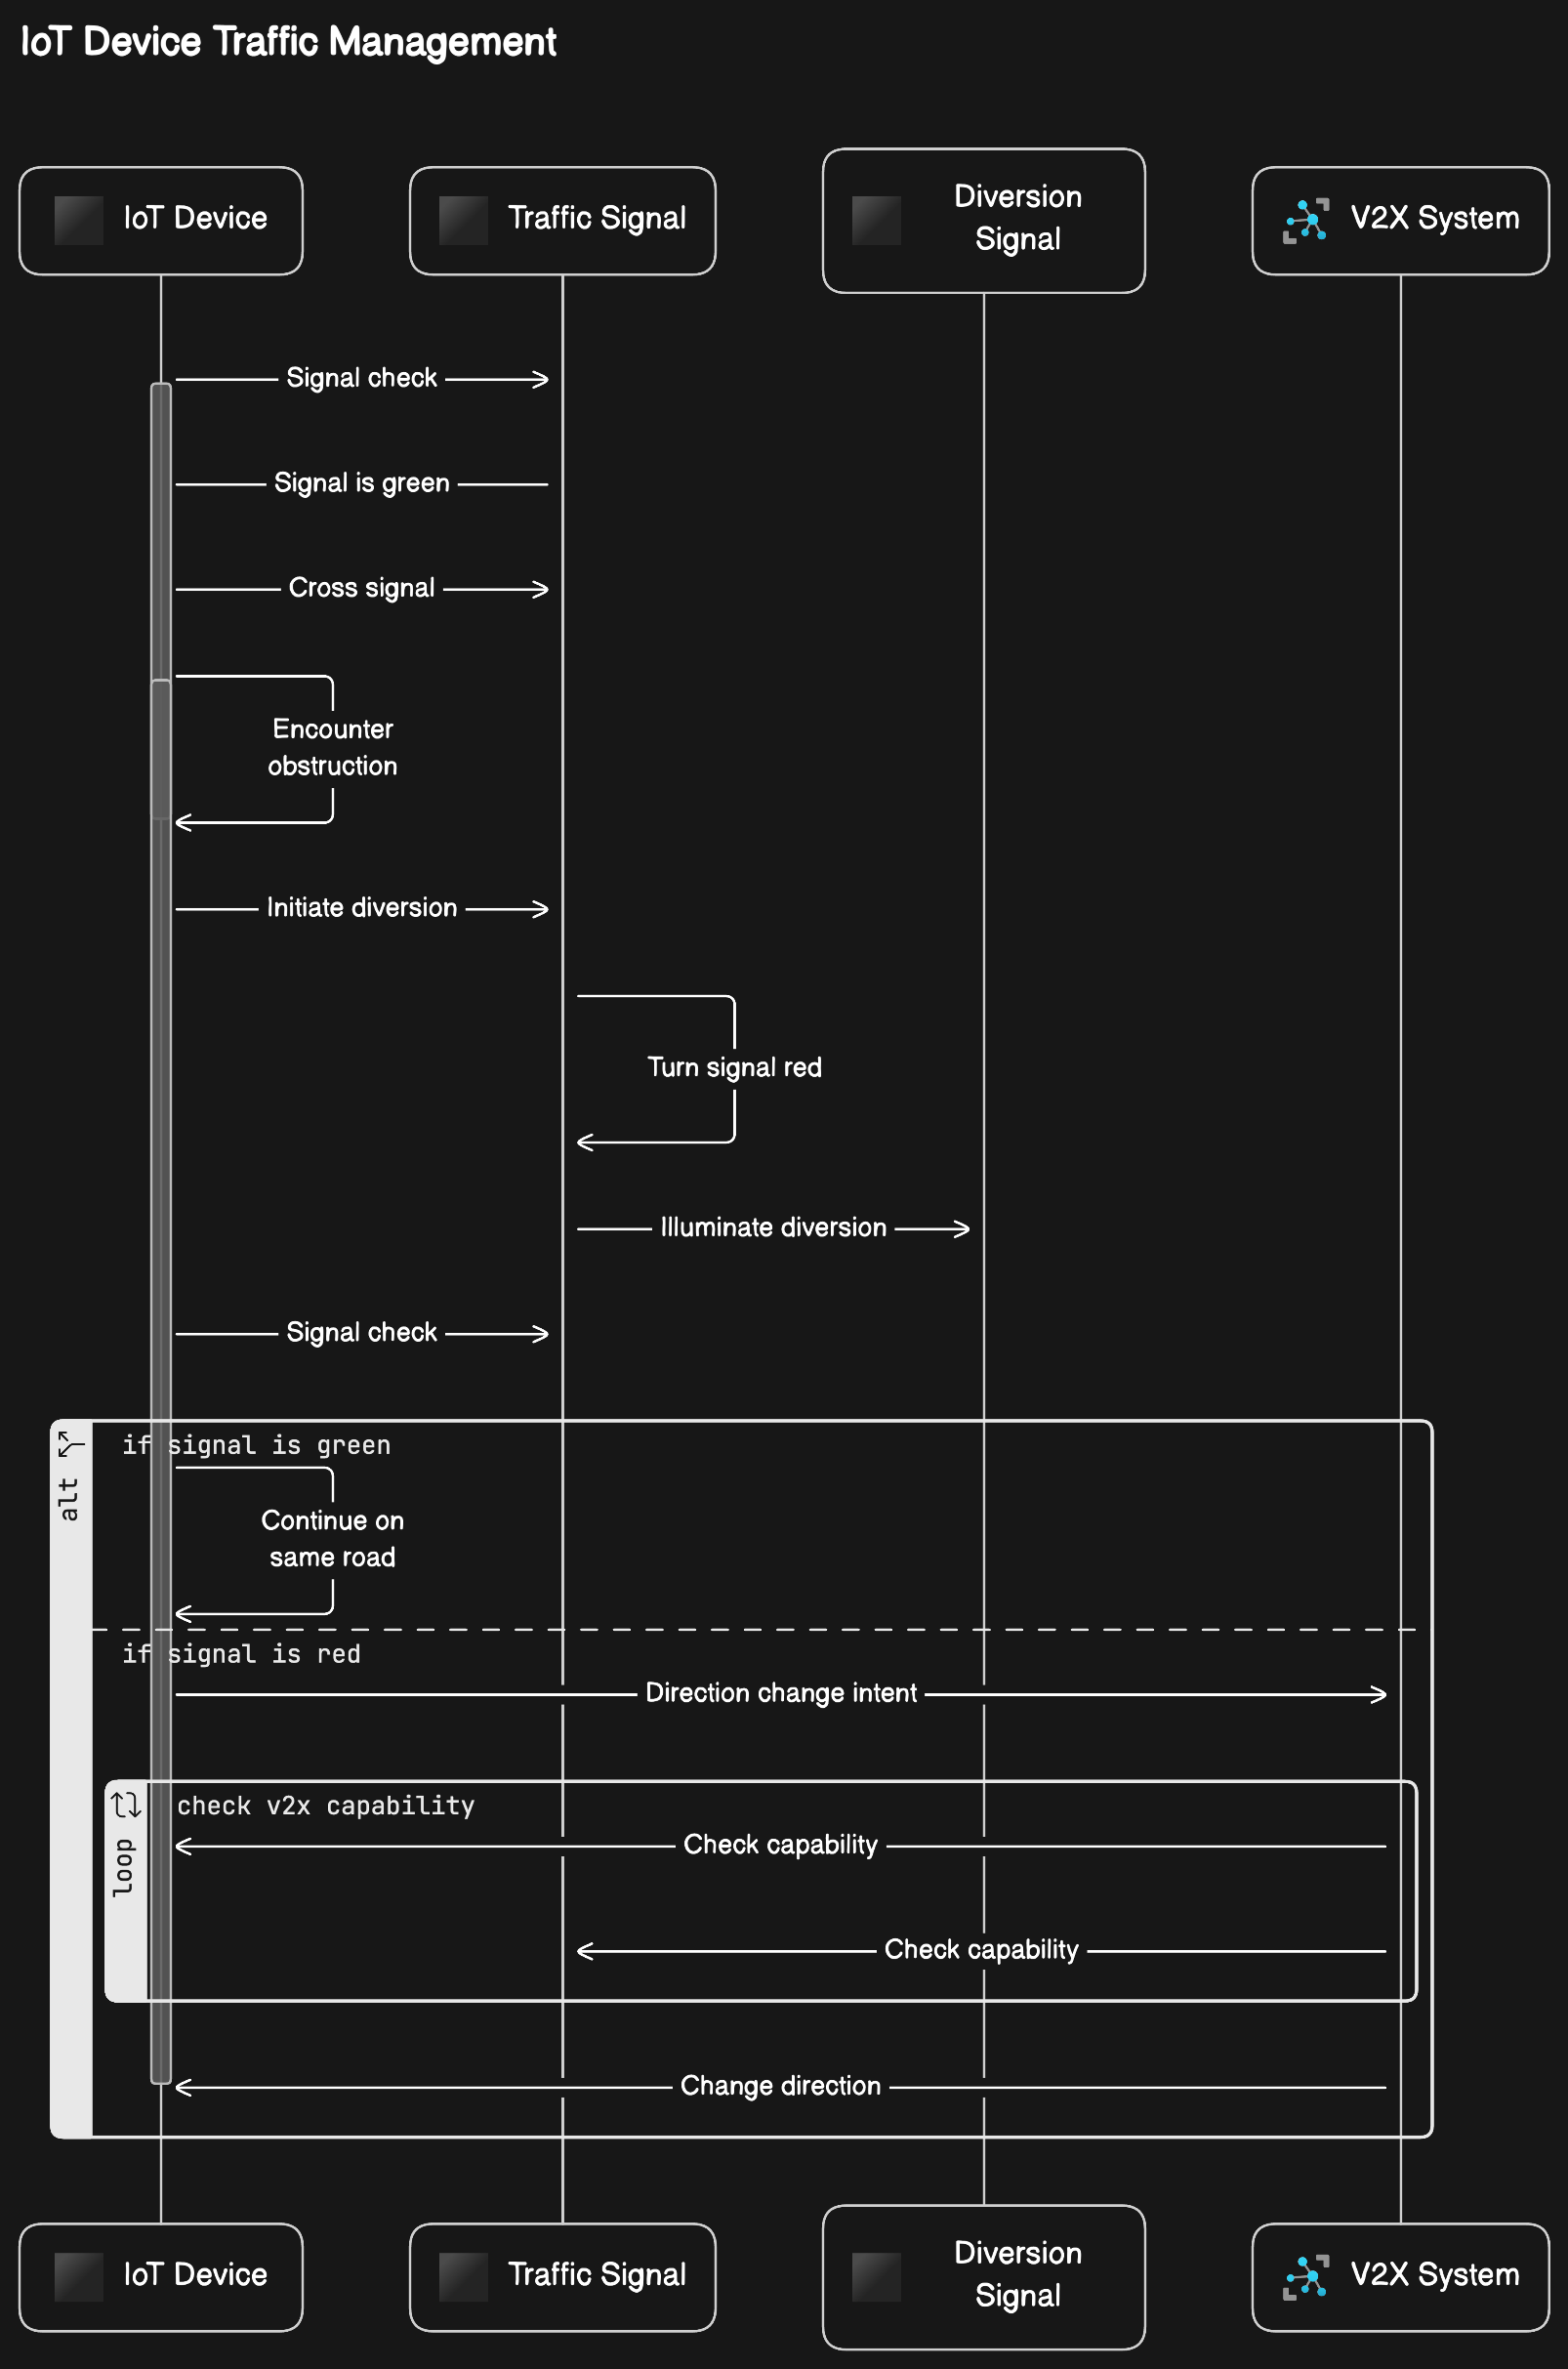 IoT Device Traffic Management
IoT Device
Traffic Signal
Diversion
Signal
V2X System
Signal check
Signal is green
Cross signal
Encounter
obstruction
Initiate diversion
Turn signal red
Illuminate diversion
Signal check
alt
if signal is green
Continue on
same road
if signal is red
Direction change intent
loop
check v2x capability
Check capability
Check capability
Change direction
IoT Device
Traffic Signal
Diversion
Signal
V2X System